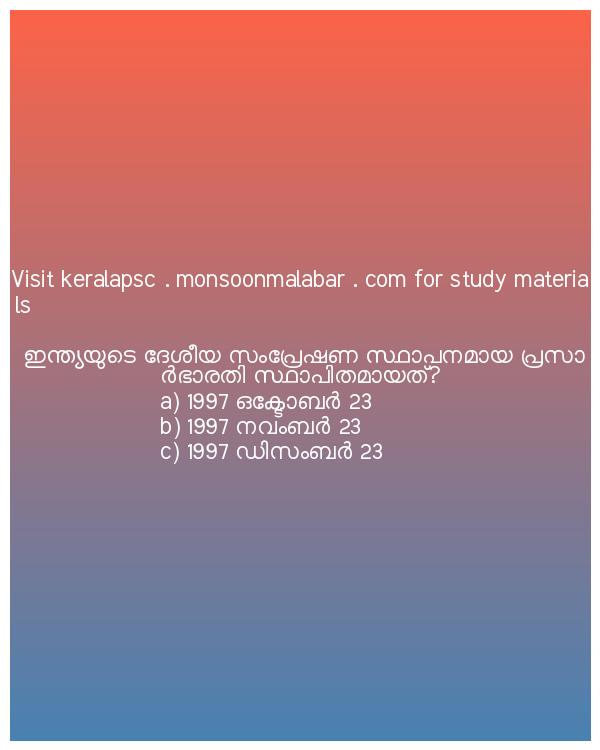 Visit keralapsc . monsoonmalabar . com for study materia
ls
ഇന്ത്യയുടെ ദേശീയ സംപ്രേഷണ സ്ഥാപനമായ പ്രസാ
ർഭാരതി സ്ഥാപിതമായത്?
a) 1997 ഒക്ടോബർ 23
b) 1997 നവംബർ 23
c) 1997 ഡിസംബർ 23